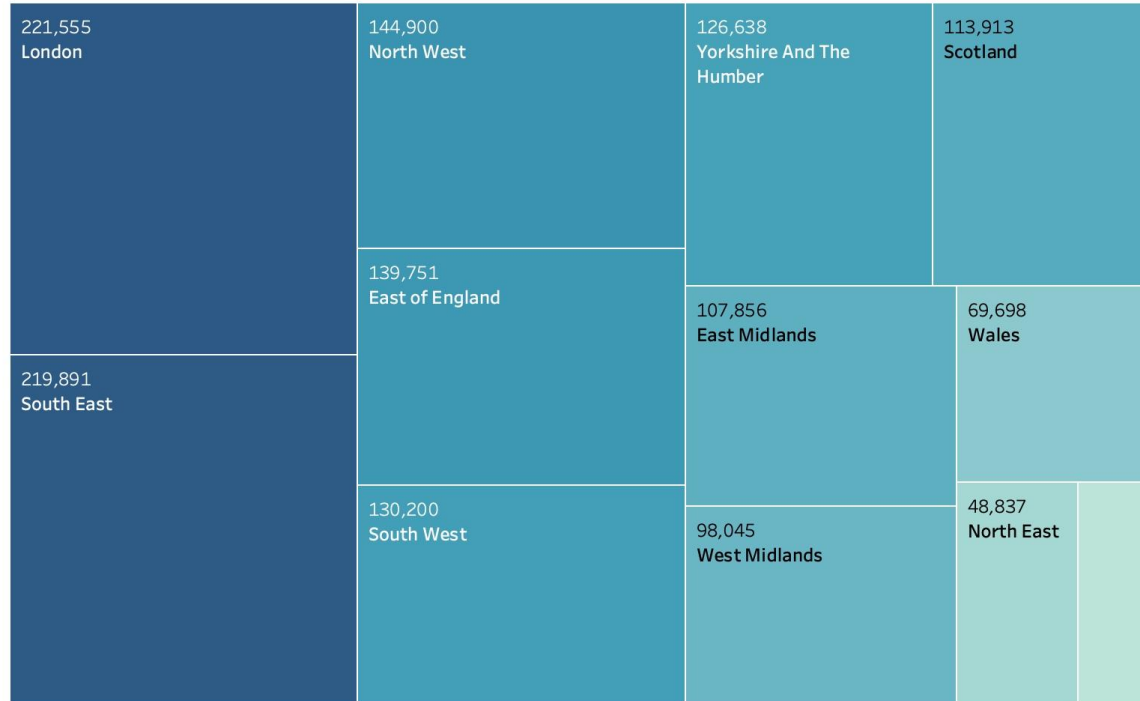 221,555
London
144,900
North West
126,638
Yorkshire And The
Humber
113,913
Scotland
219,891
South East
139,751
East of England
130,200
South West
107,856
East Midlands
69,698
Wales
98,045
West Midlands
48,837
North East